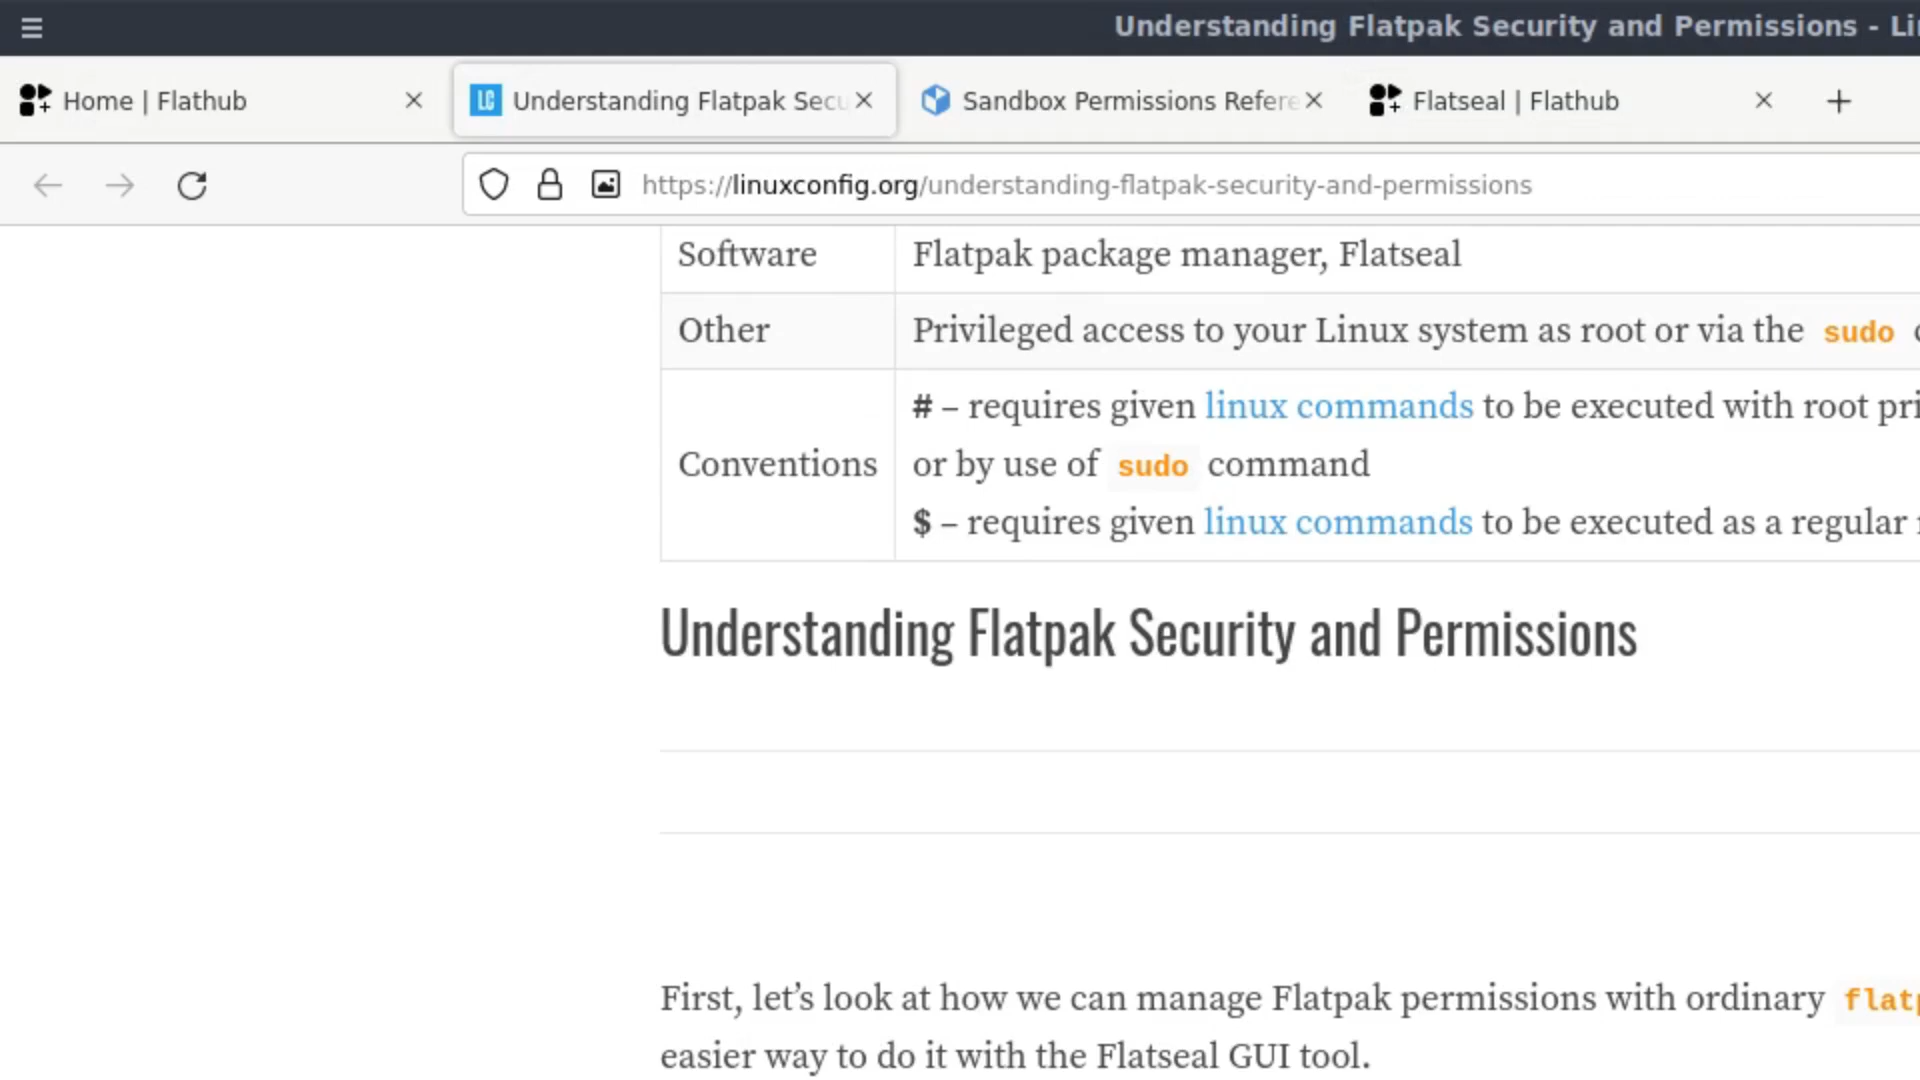 Understanding Flatpak Security and Permissions - Li
Home | Flathub
Understanding Flatpak Secu
Sandbox Permissions Refere
Flatseal | Flathub
https://linuxconfig.org/understanding-flatpak-security-and-permissions
Software Flatpak package manager, Flatseal
Other Privileged access to your Linux system as root or via the sudo
# – requires given linux commands to be executed with root pri
Conventions or by use of sudo command
$ – requires given linux commands to be executed as a regular
Understanding Flatpak Security and Permissions
First, let’s look at how we can manage Flatpak permissions with ordinary flatp
easier way to do it with the Flatseal GUI tool.